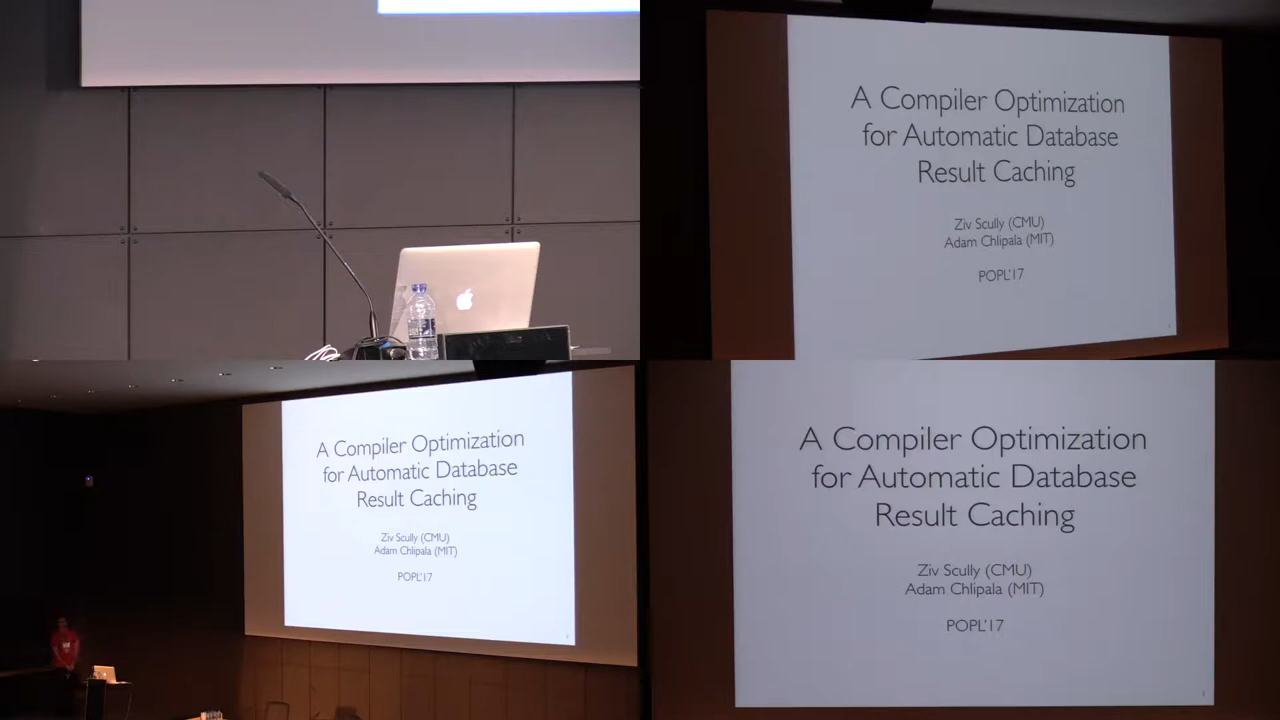 A Compiler Optimization
for Automatic Database
Result Caching
Ziv Scully (CMU)
Adam Chlipala (MIT)
POPL'17
A Compiler Optimization
for Automatic Database
Result Caching
Ziv Scully (CMU)
Adam Chlipala (MIT)
POPL'17
A Compiler Optimization
for Automatic Database
Result Caching
Ziv Scully (CMU)
Adam Chlipala (MIT)
POPL'17